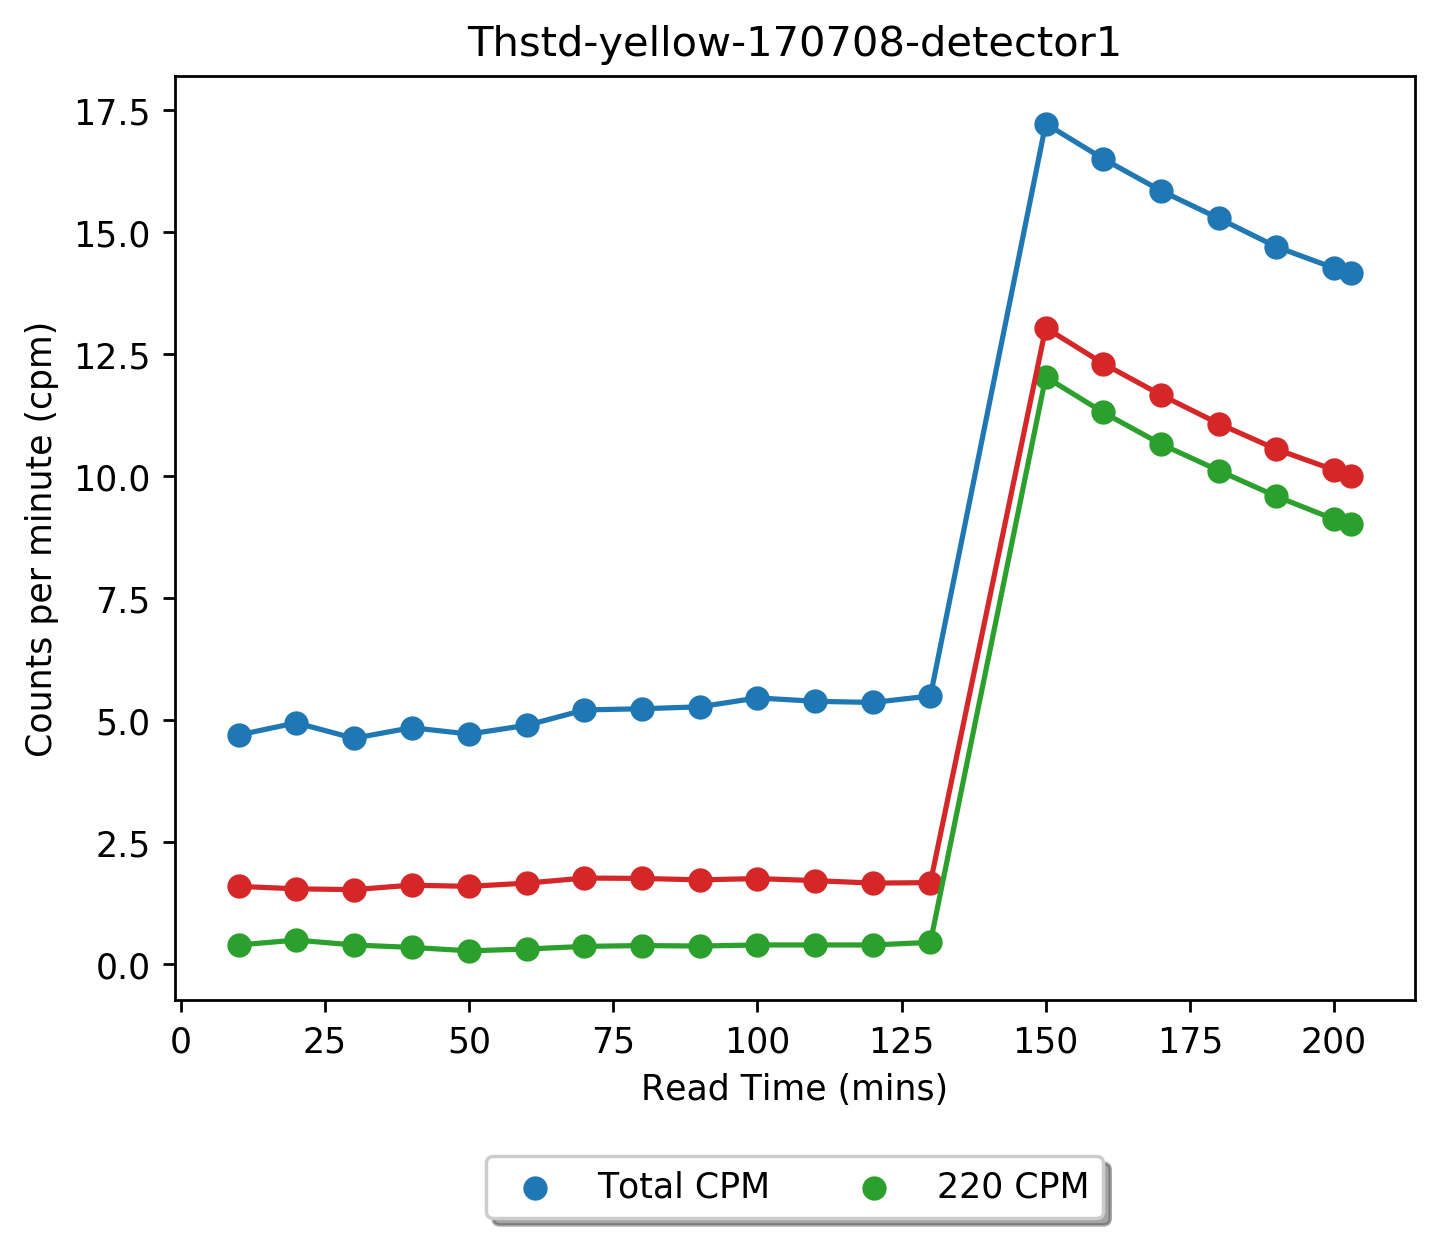 Thstd-yellow-170708-detector1
Counts per minute (cpm)
17.5
15.0
12.5
10.0
7.5
5.0
2.5
0.0
0 25 50 75 100 125 150 175 200
Read Time (mins)
Total CPM 220 CPM